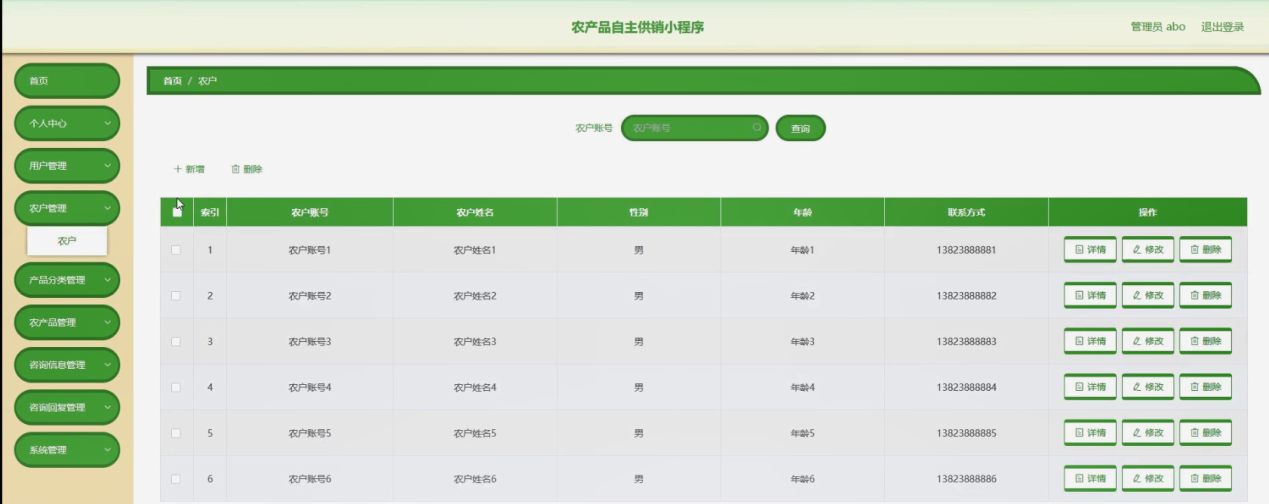 农产品自主供销小程序
管理员 abo 退出登录
首页
个人中心
用户管理
农户管理
农户
产品分类管理
农产品管理
咨询信息管理
咨询回复管理
系统管理
首页 / 农户
农户账号 农户账号 查询
新增 删除
索引 农户账号 农户姓名 性别 年龄 联系方式 操作
1 农户账号1 农户姓名1 男 年龄1 13823888881 详情 修改 删除
2 农户账号2 农户姓名2 男 年龄2 13823888882 详情 修改 删除
3 农户账号3 农户姓名3 男 年龄3 13823888883 详情 修改 删除
4 农户账号4 农户姓名4 男 年龄4 13823888884 详情 修改 删除
5 农户账号5 农户姓名5 男 年龄5 13823888885 详情 修改 删除
6 农户账号6 农户姓名6 男 年龄6 13823888886 详情 修改 删除